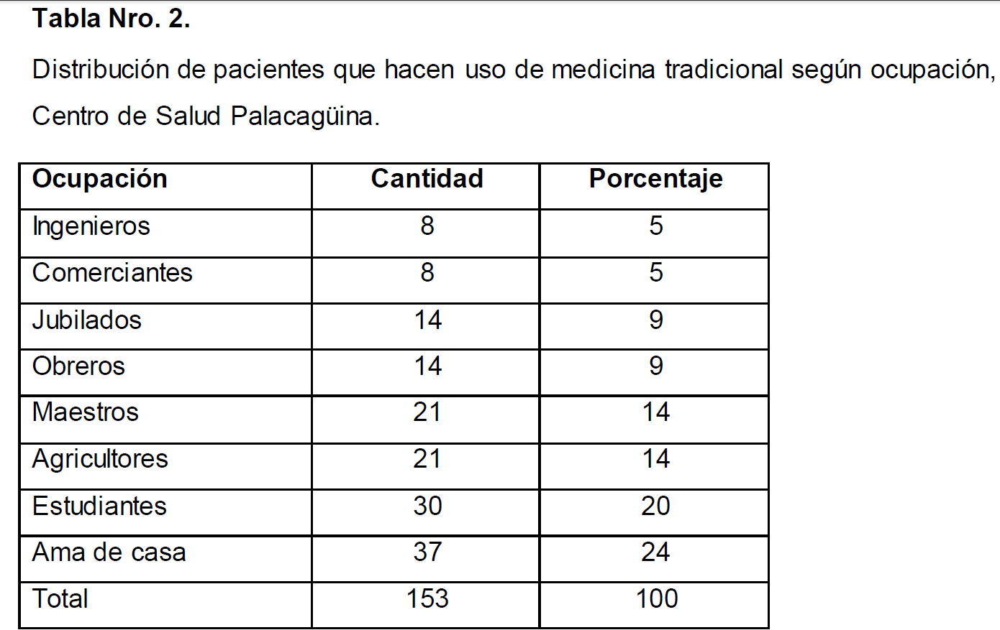 Tabla Nro. 2.
Distribución de pacientes que hacen uso de medicina tradicional según ocupación,
Centro de Salud Palacagüina.
Ocupación Cantidad Porcentaje
Ingenieros 8 5
Comerciantes 8 5
Jubilados 14 9
Obreros 14 9
Maestros 21 14
Agricultores 21 14
Estudiantes 30 20
Ama de casa 37 24
Total 153 100